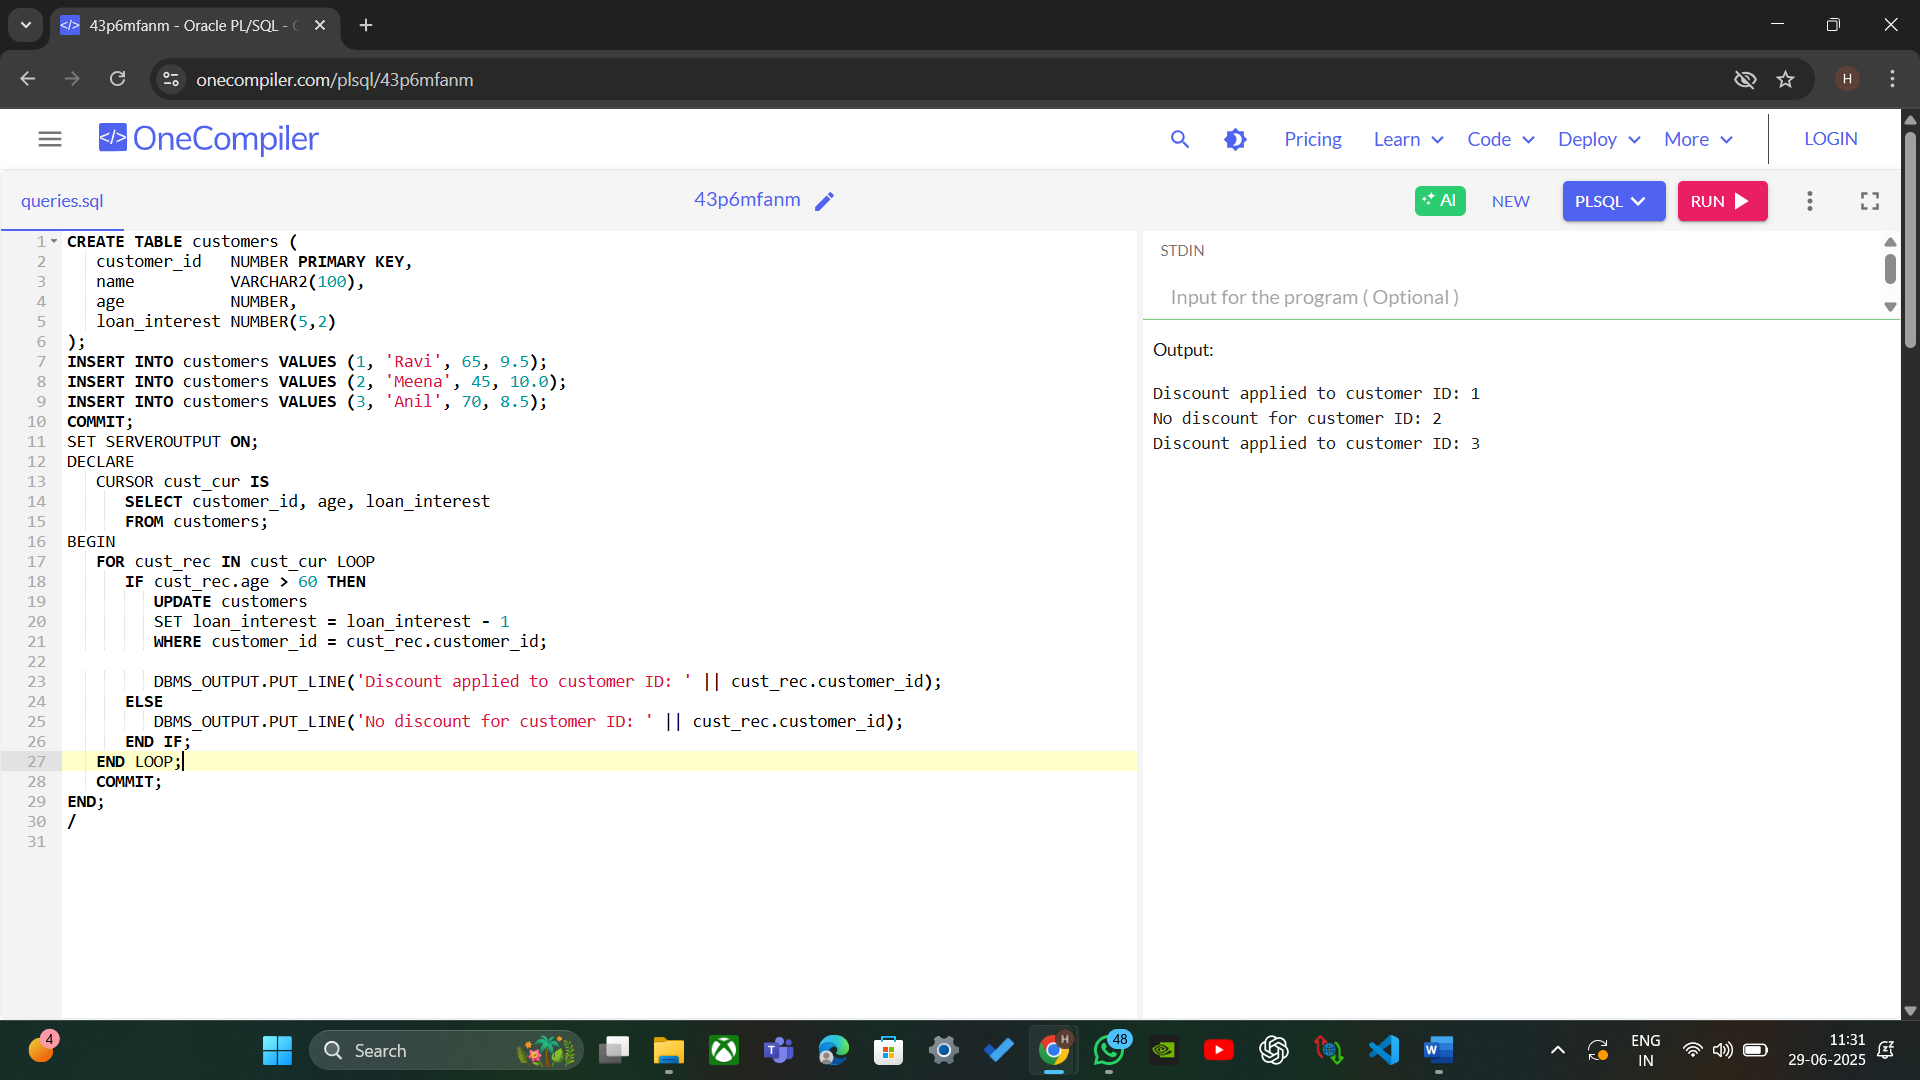 43p6mfanm - Oracle PL/SQL - O
onecompiler.com/plsql/43p6mfanm
H
</> OneCompiler
Pricing
Learn
Code
Deploy
More
LOGIN
queries.sql
43p6mfanm
AI
NEW
PLSQL
RUN
1 CREATE TABLE customers (
2 customer_id NUMBER PRIMARY KEY,
3 name VARCHAR2(100),
4 age NUMBER,
5 loan_interest NUMBER(5,2)
6 );
7 INSERT INTO customers VALUES (1, 'Ravi', 65, 9.5);
8 INSERT INTO customers VALUES (2, 'Meena', 45, 10.0);
9 INSERT INTO customers VALUES (3, 'Anil', 70, 8.5);
10 COMMIT;
11 SET SERVEROUTPUT ON;
12 DECLARE
13 CURSOR cust_cur IS
14 SELECT customer_id, age, loan_interest
15 FROM customers;
16 BEGIN
17 FOR cust_rec IN cust_cur LOOP
18 IF cust_rec.age > 60 THEN
19 UPDATE customers
20 SET loan_interest = loan_interest - 1
21 WHERE customer_id = cust_rec.customer_id;
22
23 DBMS_OUTPUT.PUT_LINE('Discount applied to customer ID: ' || cust_rec.customer_id);
24 ELSE
25 DBMS_OUTPUT.PUT_LINE('No discount for customer ID: ' || cust_rec.customer_id);
26 END IF;
27 END LOOP;
28 COMMIT;
29 END;
30 /
31
STDIN
Input for the program ( Optional )
Output:
Discount applied to customer ID: 1
No discount for customer ID: 2
Discount applied to customer ID: 3
4
Search
H
48
ENG
IN
11:31
29-06-2025